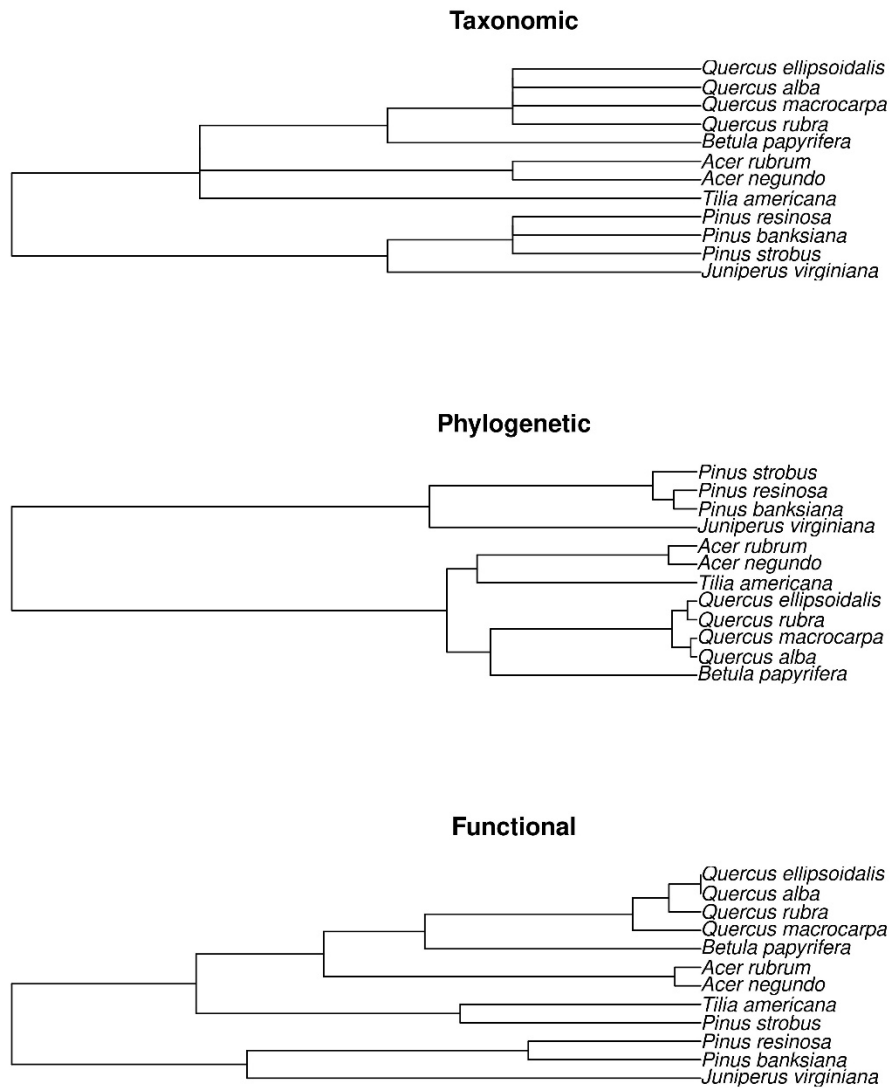 Taxonomic
Quercus ellipsoidalis
Quercus alba
Quercus macrocarpa
Quercus rubra
Betula papyrifera
Acer rubrum
Acer negundo
Tilia americana
Pinus resinosa
Pinus banksiana
Pinus strobus
Juniperus virginiana
Phylogenetic
Pinus strobus
Pinus resinosa
Pinus banksiana
Juniperus virginiana
Acer rubrum
Acer negundo
Tilia americana
Quercus ellipsoidalis
Quercus rubra
Quercus macrocarpa
Quercus alba
Betula papyrifera
Functional
Quercus ellipsoidalis
Quercus alba
Quercus rubra
Quercus macrocarpa
Betula papyrifera
Acer rubrum
Acer negundo
Tilia americana
Pinus strobus
Pinus resinosa
Pinus banksiana
Juniperus virginiana